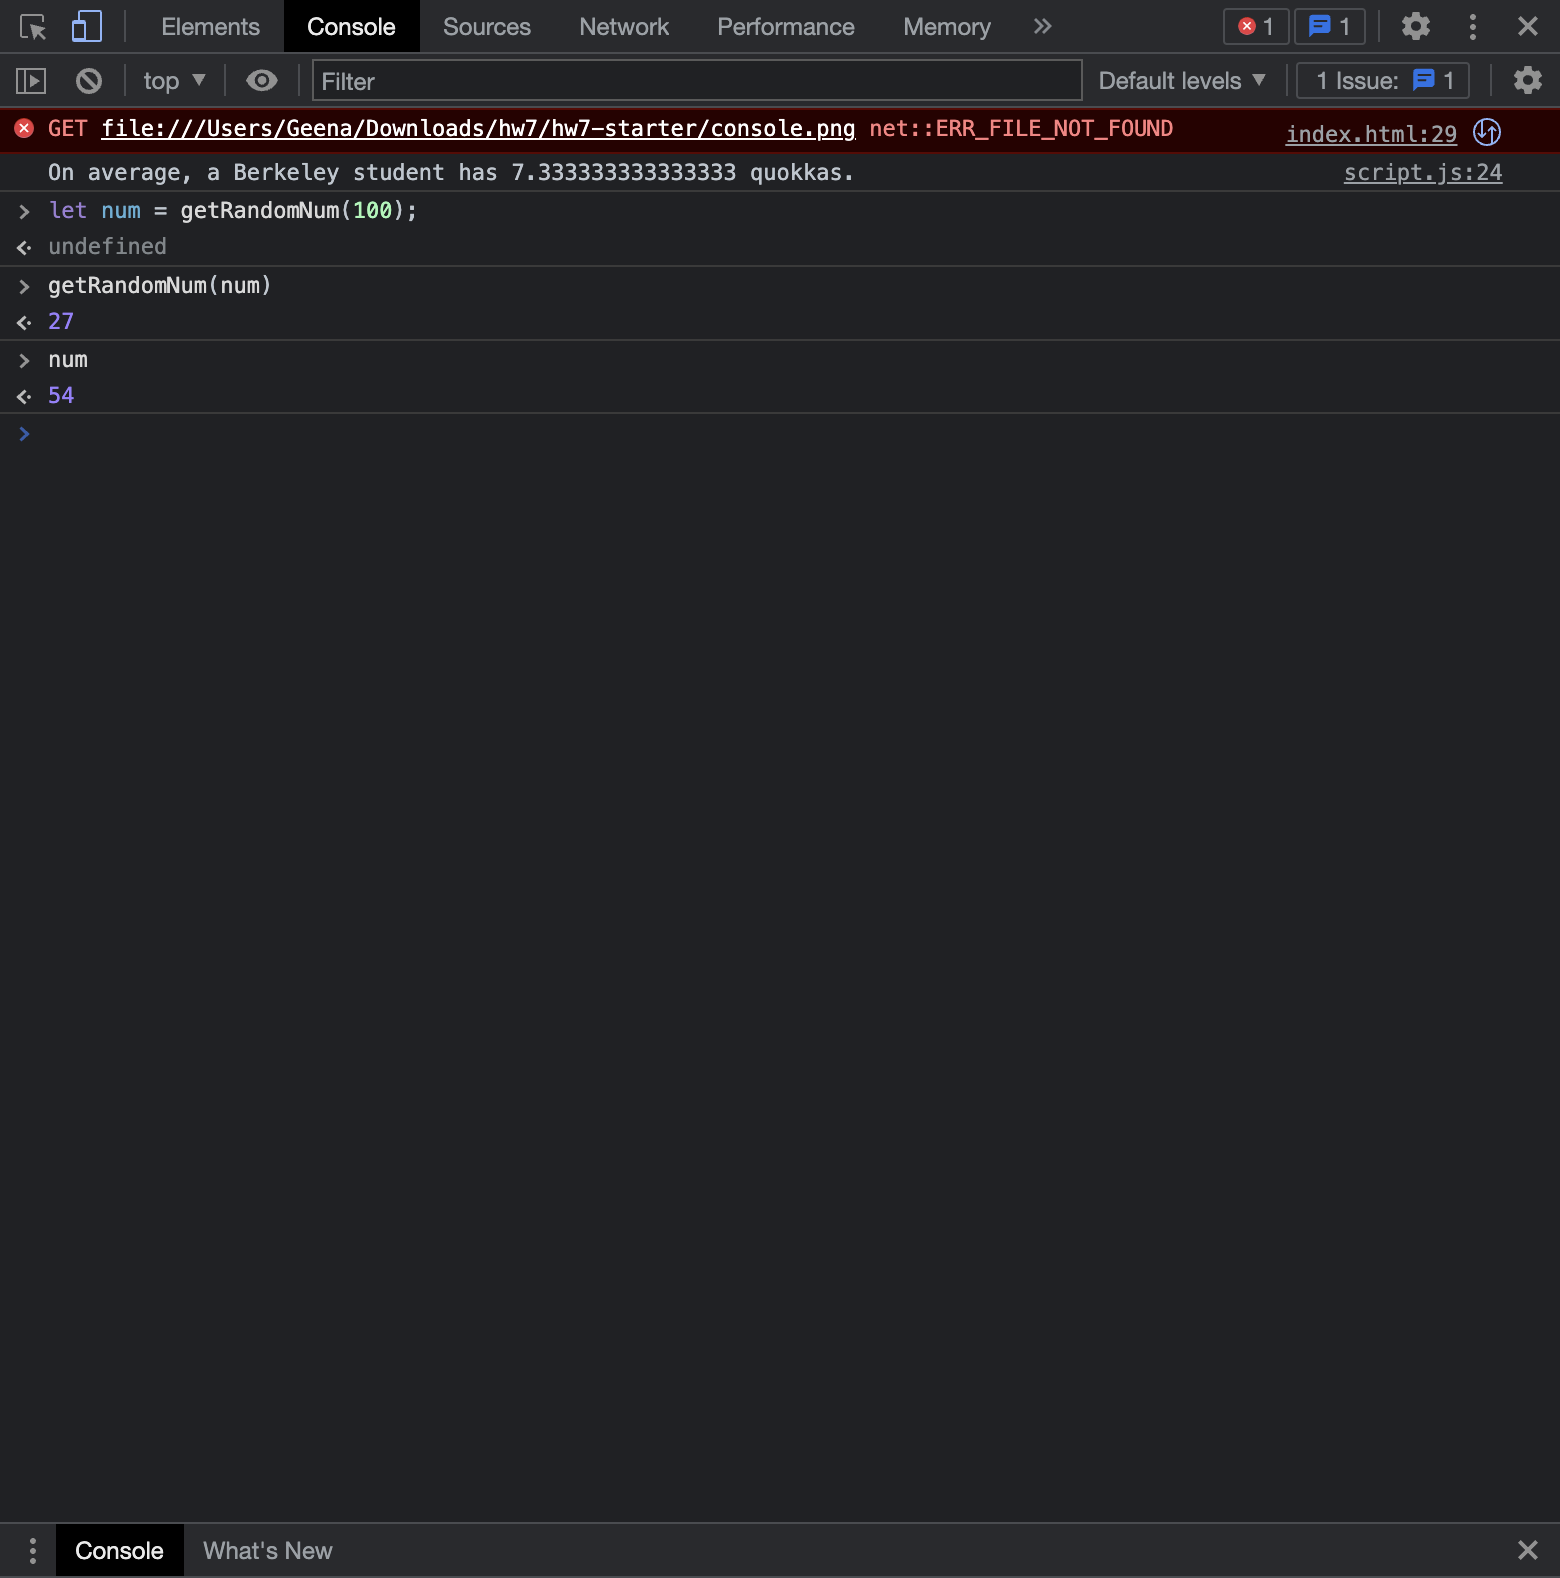 Elements Console Sources Network Performance Memory 1 1
top Filter Default levels 1 Issue: 1
GET file:///Users/Geena/Downloads/hw7/hw7-starter/console.png net::ERR_FILE_NOT_FOUND index.html:29
On average, a Berkeley student has 7.333333333333333 quokkas. script.js:24
let num = getRandomNum(100);
undefined
getRandomNum(num)
27
num
54
Console What's New